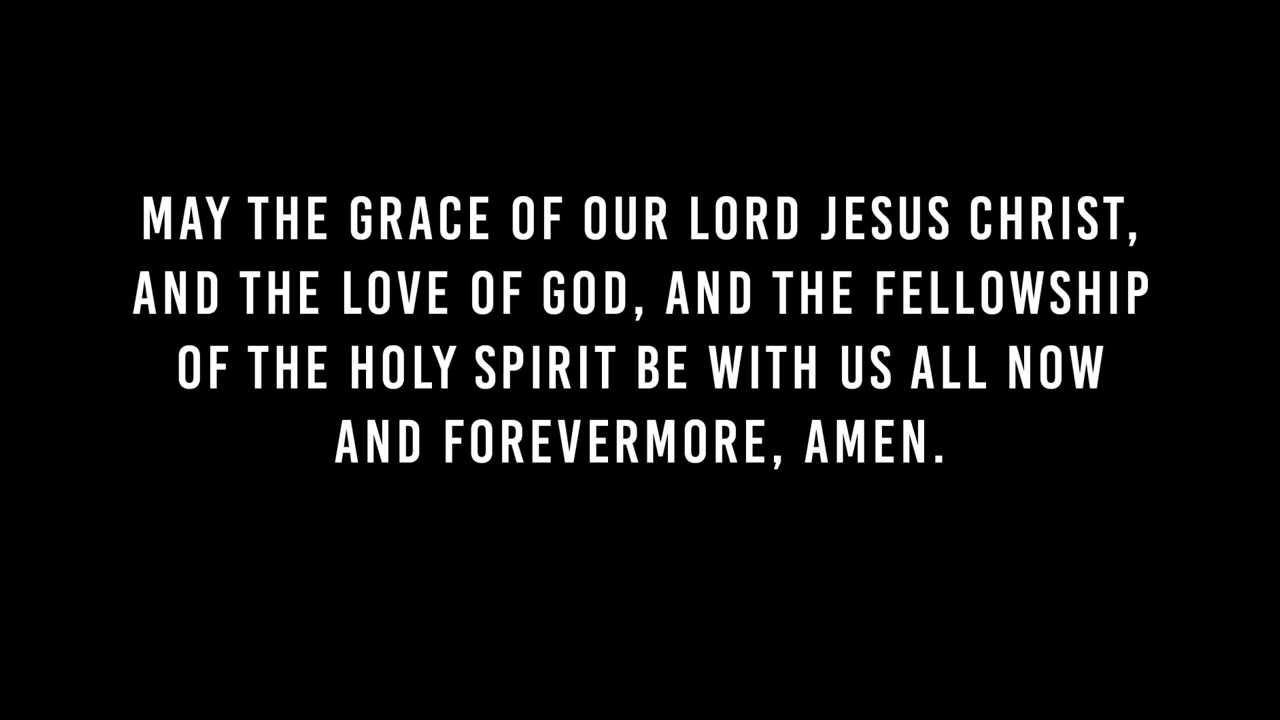 MAY THE GRACE OF OUR LORD JESUS CHRIST,
AND THE LOVE OF GOD, AND THE FELLOWSHIP
OF THE HOLY SPIRIT BE WITH US ALL NOW
AND FOREVERMORE, AMEN.